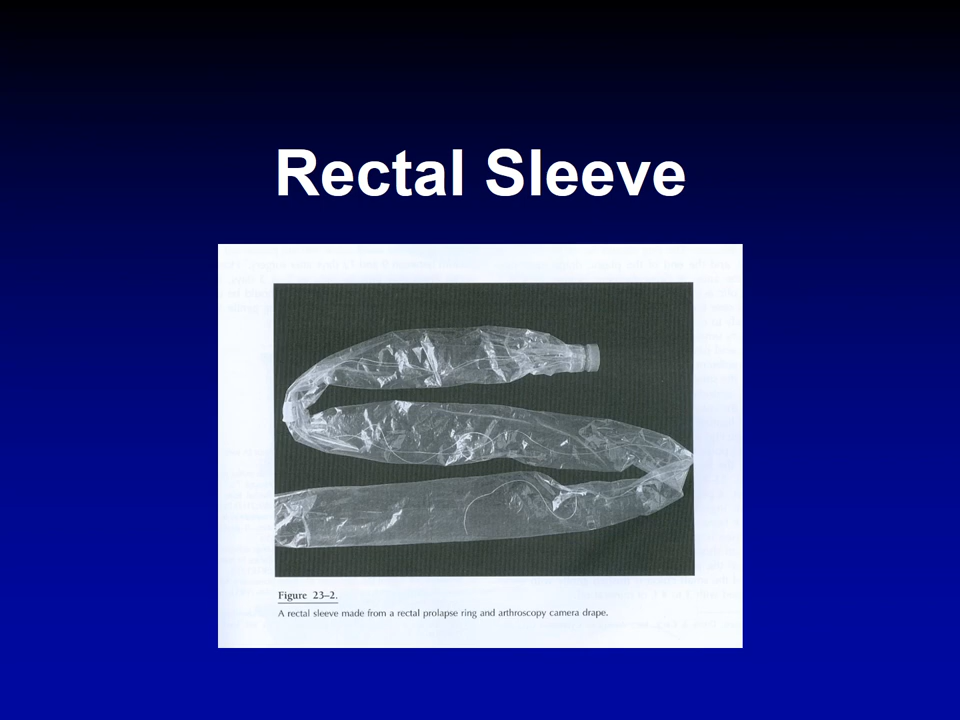 Rectal Sleeve
Figure 23–2.
A rectal sleeve made from a rectal prolapse ring and arthroscopy camera drape.